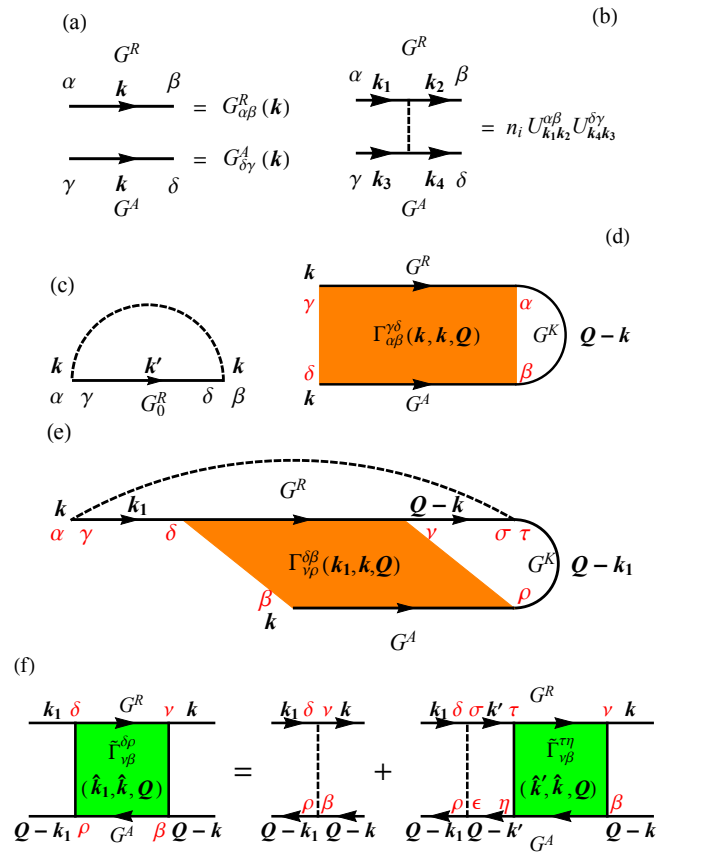 (a)
G^R
α k β
= G^R_{αβ}(k)
= G^A_{δγ}(k)
γ k δ
G^A
(b)
G^R
α k₁ k₂ β
= n_i U^{αβ}_{k₁k₂} U^{δγ}_{k₄k₃}
γ k₃ k₄ δ
G^A
(c)
k k' k
α γ G^R_0 δ β
(d)
k G^R
γ α
Γ^{γδ}_{αβ}(k, k, Q) G^K Q − k
δ β
k G^A
(e)
k k₁ G^R Q − k
α γ δ ν σ τ
Γ^{δβ}_{νρ}(k₁, k, Q) G^K Q − k₁
β ρ
k
G^A
(f)
k₁ δ G^R ν k
Γ̃^{δρ}_{νβ}
(k̂₁, k̂, Q)
Q − k₁ ρ G^A β Q − k
=
k₁ δ ν k
ρ β
Q − k₁ Q − k
+
k₁ δ σ k' τ G^R ν k
Γ̃^{τη}_{νβ}
(k̂', k̂, Q)
ρ ϵ η β
Q − k₁ Q − k' G^A Q − k